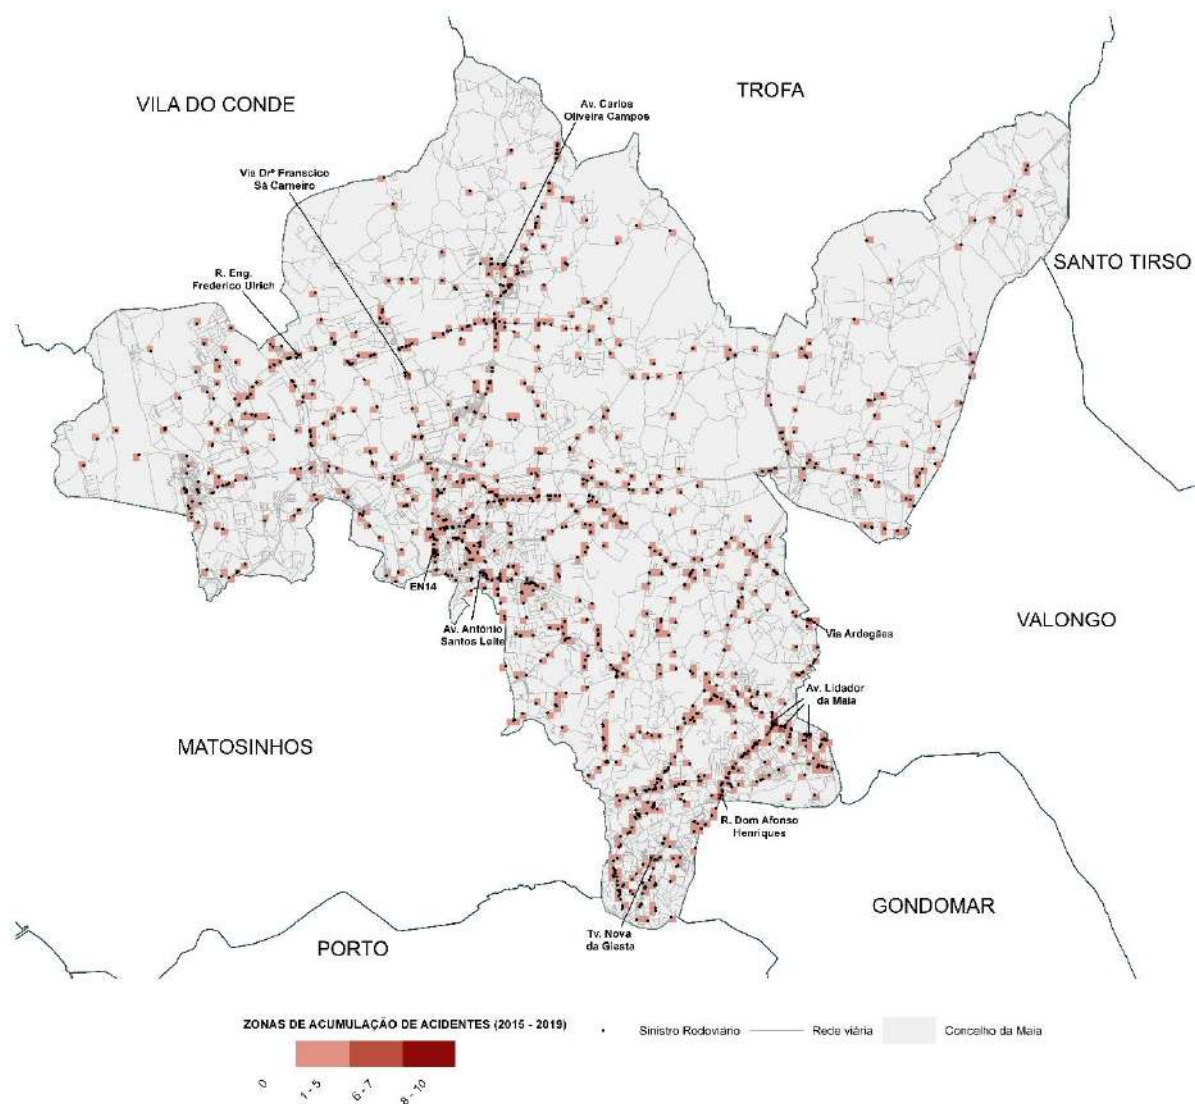 TROFA
VILA DO CONDE
Av. Carlos
Oliveira Campos
Via Drº Franscico
Sá Carneiro
SANTO TIRSO
R. Eng.
Frederico Ulrich
EN14
VALONGO
Av. António
Santos Leite
Via Ardegães
Av. Lidador
da Maia
MATOSINHOS
R. Dom Afonso
Henriques
GONDOMAR
Tv. Nova
da Giesta
PORTO
ZONAS DE ACUMULAÇÃO DE ACIDENTES (2015 - 2019)
Sinistro Rodoviário
Rede viária
Concelho da Maia
0
1 - 5
6 - 7
8 - 10